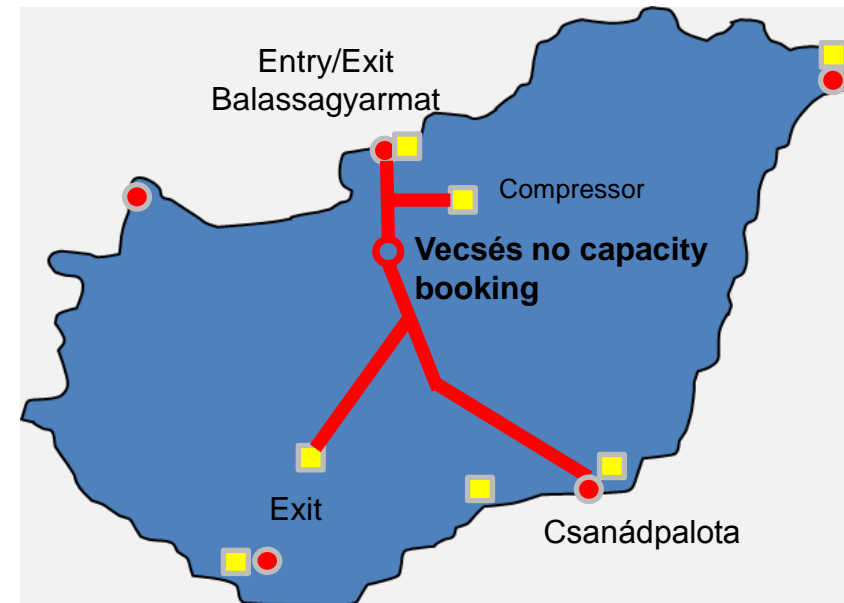 Entry/Exit
Balassagyarmat
Compressor
Vecsés no capacity
booking
Exit
Csanádpalota